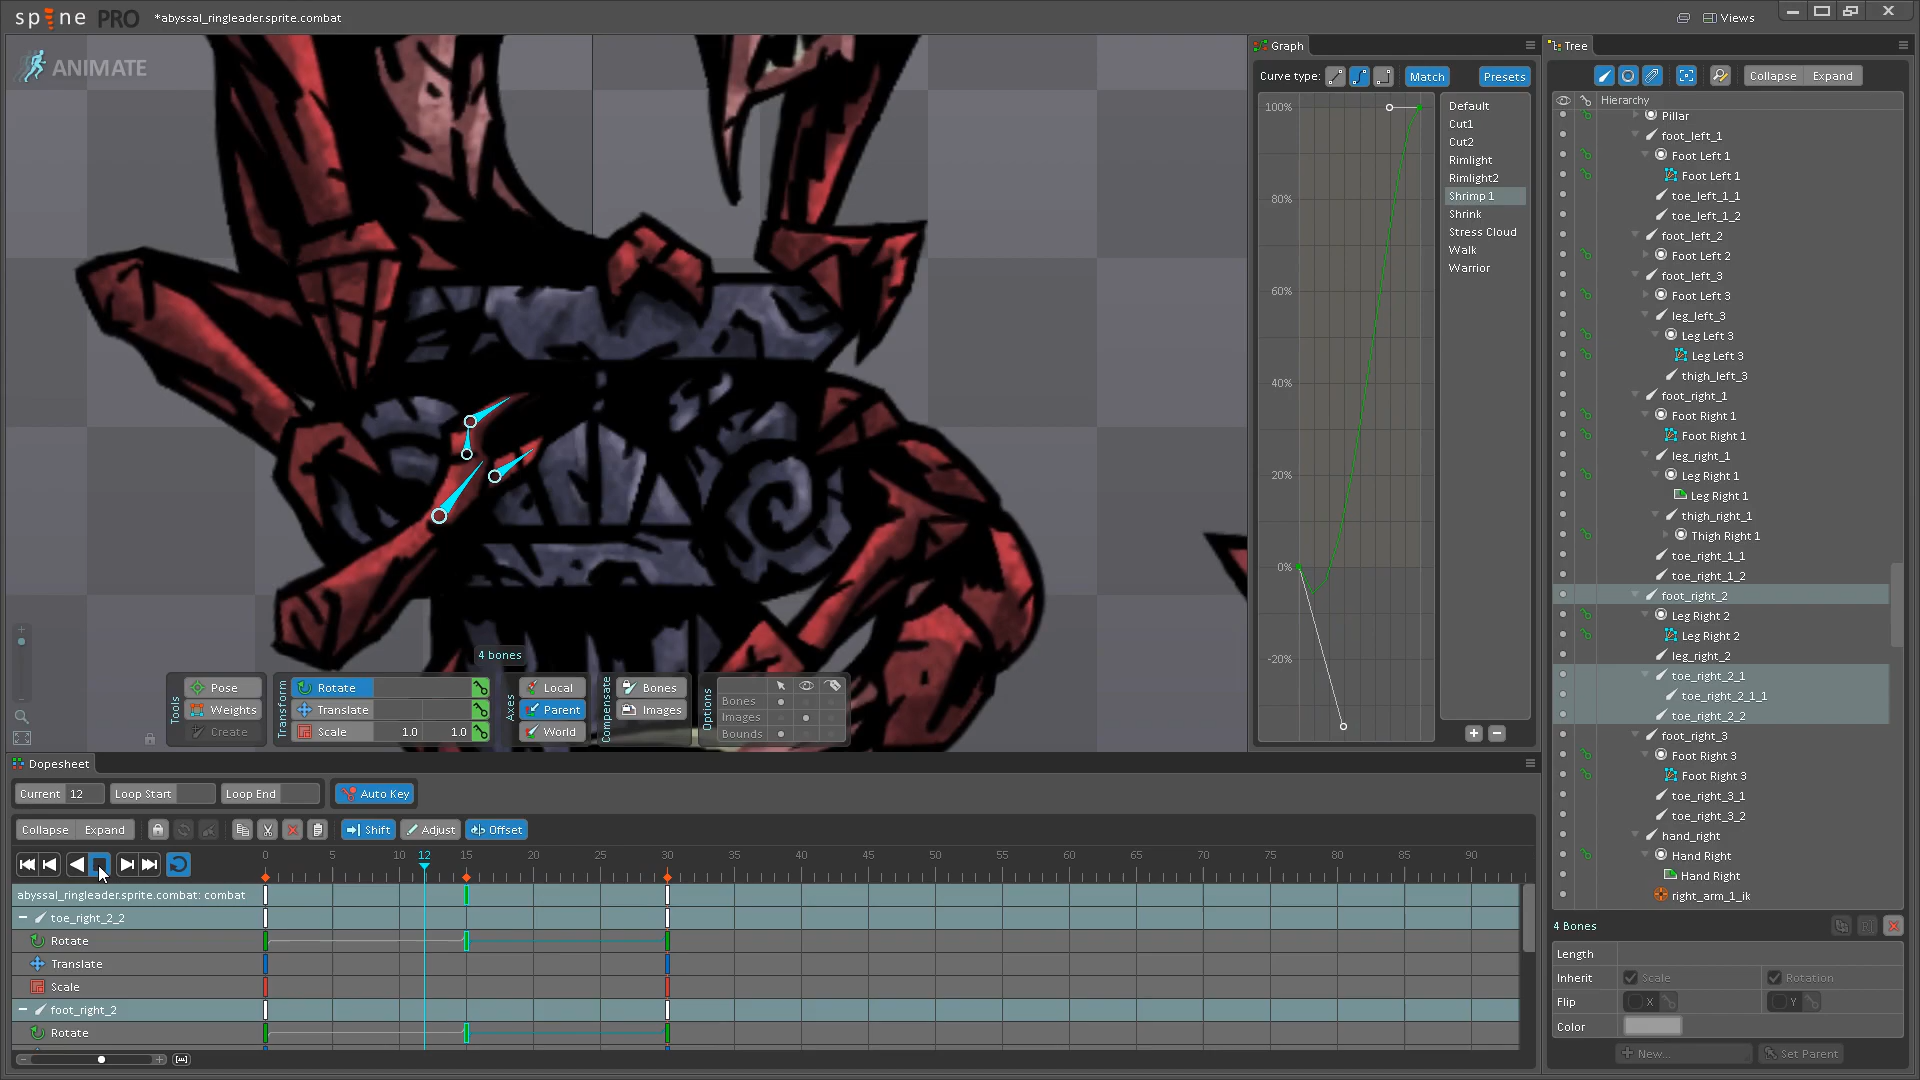 spine PRO
*abyssal_ringleader.sprite.combat
Views
ANIMATE
4 bones
Tools
Pose
Weights
Create
Transform
Rotate
Translate
Scale 1.0 1.0
Axes
Local
Parent
World
Compensate
Bones
Images
Options
Bones
Images
Bounds
Graph
Curve type:
Match
Presets
100%
80%
60%
40%
20%
0%
-20%
Default
Cut1
Cut2
Rimlight
Rimlight2
Shrimp 1
Shrink
Stress Cloud
Walk
Warrior
Tree
Collapse
Expand
Hierarchy
Pillar
foot_left_1
Foot Left 1
Foot Left 1
toe_left_1_1
toe_left_1_2
foot_left_2
Foot Left 2
foot_left_3
Foot Left 3
leg_left_3
Leg Left 3
Leg Left 3
thigh_left_3
foot_right_1
Foot Right 1
Foot Right 1
leg_right_1
Leg Right 1
Leg Right 1
thigh_right_1
Thigh Right 1
toe_right_1_1
toe_right_1_2
foot_right_2
Leg Right 2
Leg Right 2
leg_right_2
toe_right_2_1
toe_right_2_1_1
toe_right_2_2
foot_right_3
Foot Right 3
Foot Right 3
toe_right_3_1
toe_right_3_2
hand_right
Hand Right
Hand Right
right_arm_1_ik
4 Bones
Length
Inherit Scale Rotation
Flip X Y
Color
New...
Set Parent
Dopesheet
Current 12
Loop Start
Loop End
Auto Key
Collapse
Expand
Shift
Adjust
Offset
0 5 10 12 15 20 25 30 35 40 45 50 55 60 65 70 75 80 85 90
abyssal_ringleader.sprite.combat: combat
toe_right_2_2
Rotate
Translate
Scale
foot_right_2
Rotate